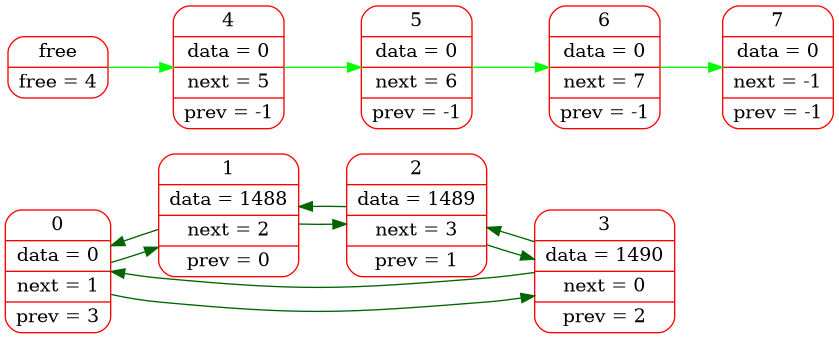 free
free = 4
4
data = 0
next = 5
prev = -1
5
data = 0
next = 6
prev = -1
6
data = 0
next = 7
prev = -1
7
data = 0
next = -1
prev = -1
0
data = 0
next = 1
prev = 3
1
data = 1488
next = 2
prev = 0
2
data = 1489
next = 3
prev = 1
3
data = 1490
next = 0
prev = 2